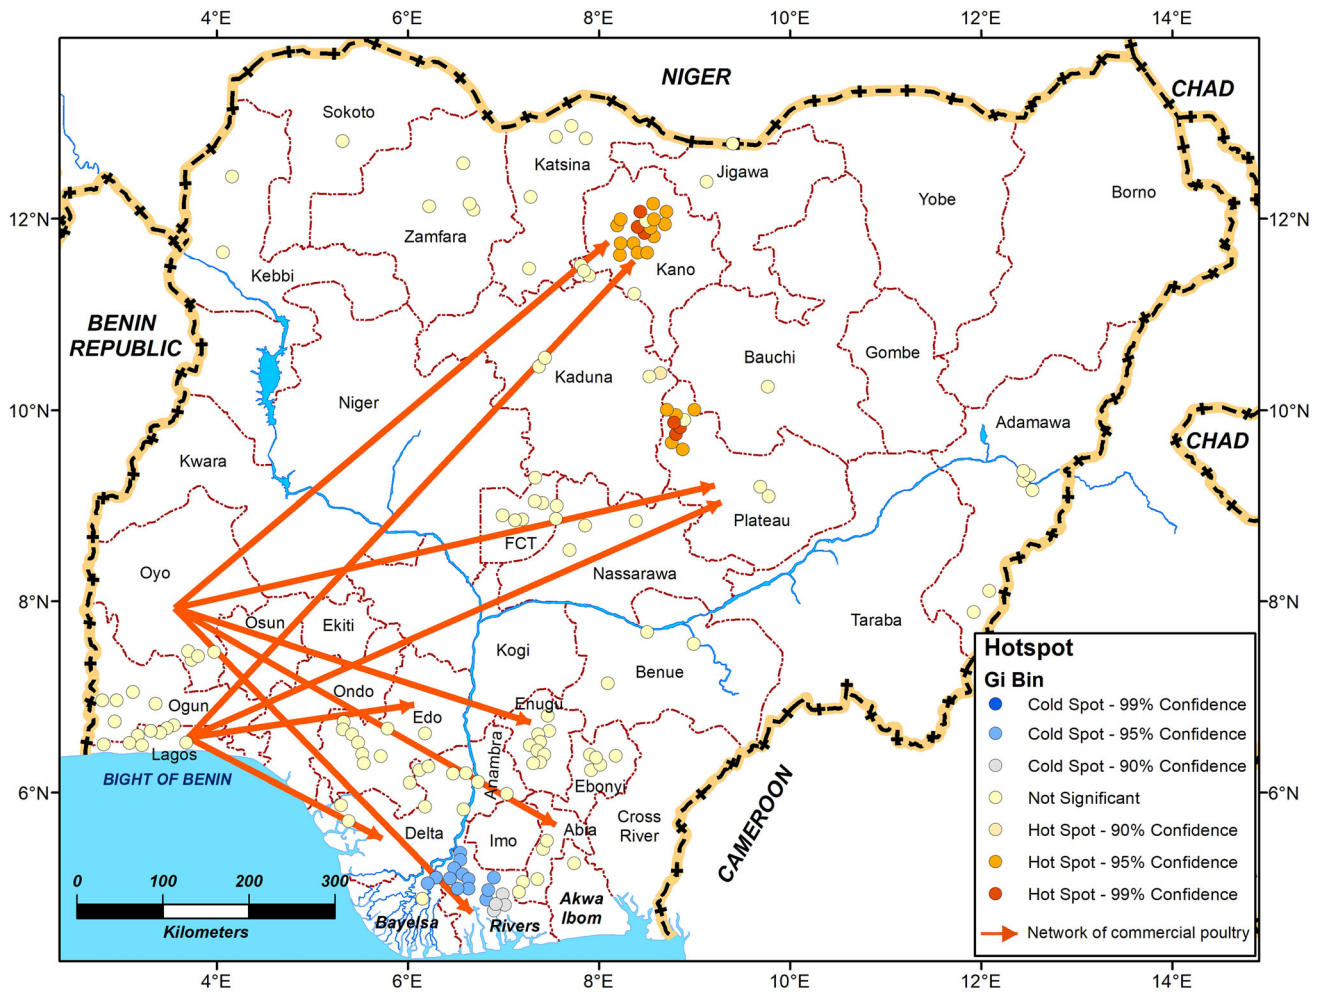 4°E 6°E 8°E 10°E 12°E 14°E
NIGER
CHAD
Sokoto
Katsina
Jigawa
Yobe
Borno
12°N
12°N
Zamfara
Kano
Kebbi
BENIN
REPUBLIC
Bauchi
Gombe
Kaduna
Niger
10°N
10°N
Adamawa
CHAD
Kwara
Plateau
FCT
Oyo
Nassarawa
8°N
8°N
Osun
Ekiti
Taraba
Kogi
Benue
Ondo
Enugu
Ogun
Edo
Lagos
Anambra
BIGHT OF BENIN
Ebonyi
6°N
6°N
Cross
River
Delta
Abia
Imo
CAMEROON
Akwa
Ibom
Bayelsa
Rivers
0 100 200 300
Kilometers
Hotspot
Gi Bin
Cold Spot - 99% Confidence
Cold Spot - 95% Confidence
Cold Spot - 90% Confidence
Not Significant
Hot Spot - 90% Confidence
Hot Spot - 95% Confidence
Hot Spot - 99% Confidence
Network of commercial poultry
4°E 6°E 8°E 10°E 12°E 14°E